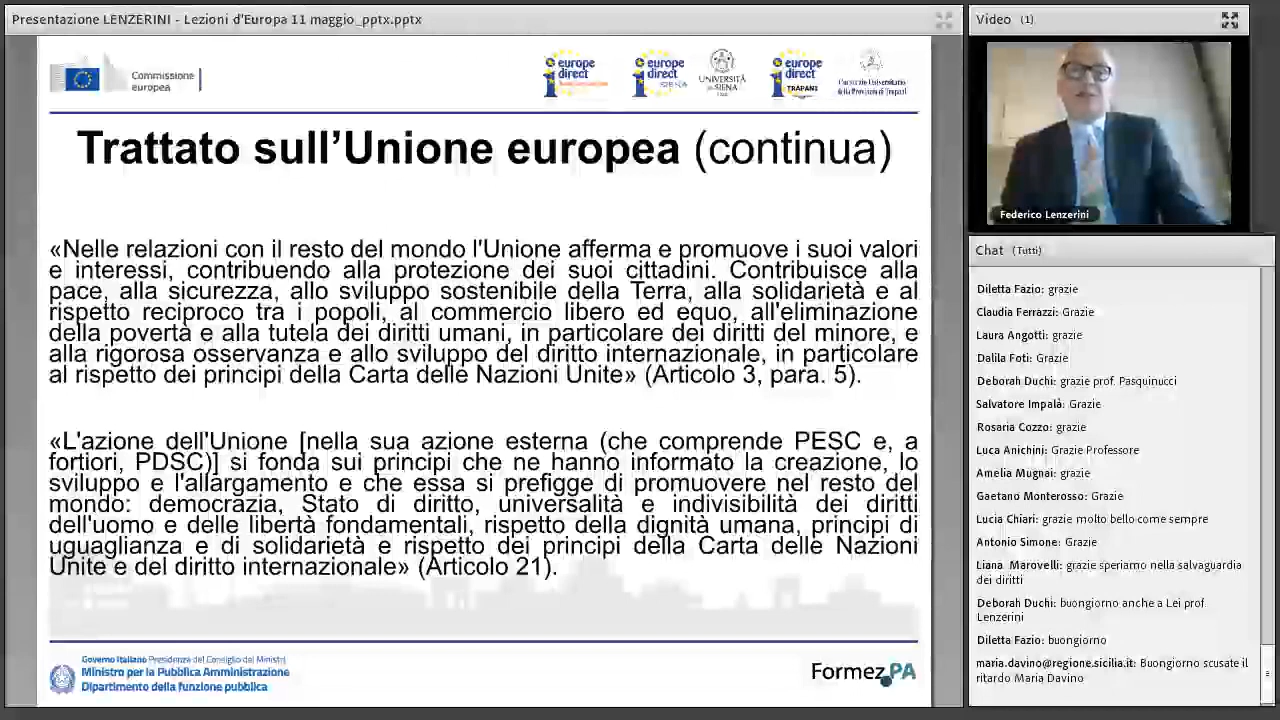 Presentazione LENZERINI - Lezioni d'Europa 11 maggio_pptx.pptx
Commissione
europea
europe
direct
europe
direct
SIENA
UNIVERSITÀ
DI SIENA
europe
direct
TRAPANI
Consorzio Universitario
della Provincia di Trapani
Trattato sull'Unione europea (continua)
«Nelle relazioni con il resto del mondo l'Unione afferma e promuove i suoi valori
e interessi, contribuendo alla protezione dei suoi cittadini. Contribuisce alla
pace, alla sicurezza, allo sviluppo sostenibile della Terra, alla solidarietà e al
rispetto reciproco tra i popoli, al commercio libero ed equo, all'eliminazione
della povertà e alla tutela dei diritti umani, in particolare dei diritti del minore, e
alla rigorosa osservanza e allo sviluppo del diritto internazionale, in particolare
al rispetto dei principi della Carta delle Nazioni Unite» (Articolo 3, para. 5).
«L'azione dell'Unione [nella sua azione esterna (che comprende PESC e, a
fortiori, PDSC)] si fonda sui principi che ne hanno informato la creazione, lo
sviluppo e l'allargamento e che essa si prefigge di promuovere nel resto del
mondo: democrazia, Stato di diritto, universalità e indivisibilità dei diritti
dell'uomo e delle libertà fondamentali, rispetto della dignità umana, principi di
uguaglianza e di solidarietà e rispetto dei principi della Carta delle Nazioni
Unite e del diritto internazionale» (Articolo 21).
Governo Italiano Presidenza del Consiglio dei Ministri
Ministro per la Pubblica Amministrazione
Dipartimento della funzione pubblica
Formez PA
Video (1)
Federico Lenzerini
Chat (Tutti)
Diletta Fazio: grazie
Claudia Ferrazzi: Grazie
Laura Angotti: grazie
Dalila Foti: Grazie
Deborah Duchi: grazie prof. Pasquinucci
Salvatore Impalà: Grazie
Rosaria Cozzo: grazie
Luca Anichini: Grazie Professore
Amelia Mugnai: grazie
Gaetano Monterosso: Grazie
Lucia Chiari: grazie molto bello come sempre
Antonio Simone: Grazie
Liana Marovelli: grazie speriamo nella salvaguardia
dei diritti
Deborah Duchi: buongiorno anche a Lei prof.
Lenzerini
Diletta Fazio: buongiorno
maria.davino@regione.sicilia.it: Buongiorno scusate il
ritardo Maria Davino